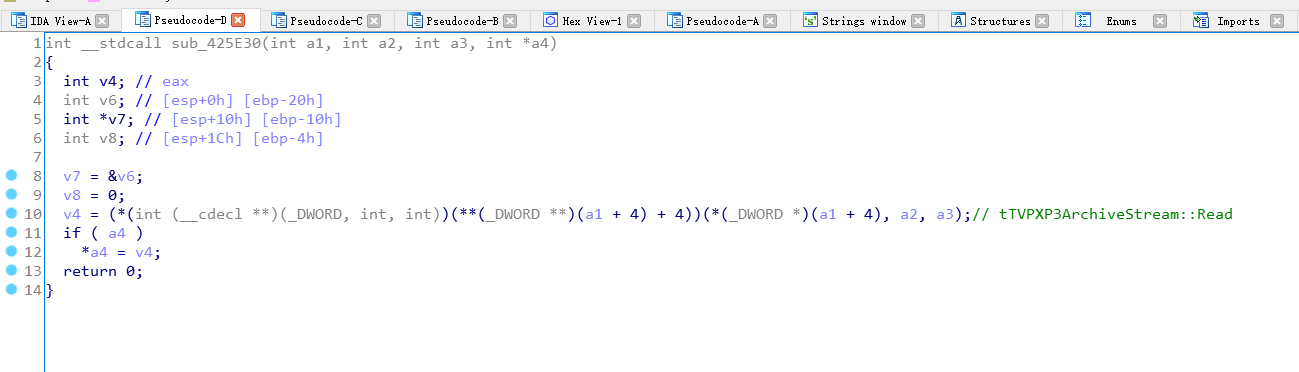 IDA View-A Pseudocode-D Pseudocode-C Pseudocode-B Hex View-1 Pseudocode-A Strings window Structures Enums Imports
1 int __stdcall sub_425E30(int a1, int a2, int a3, int *a4)
2 {
3 int v4; // eax
4 int v6; // [esp+0h] [ebp-20h]
5 int *v7; // [esp+10h] [ebp-10h]
6 int v8; // [esp+1Ch] [ebp-4h]
7
8 v7 = &v6;
9 v8 = 0;
10 v4 = (*(int (__cdecl **)(_DWORD, int, int))(**(_DWORD **)(a1 + 4) + 4))(*(_DWORD *)(a1 + 4), a2, a3);// tTVPXP3ArchiveStream::Read
11 if ( a4 )
12 *a4 = v4;
13 return 0;
14 }